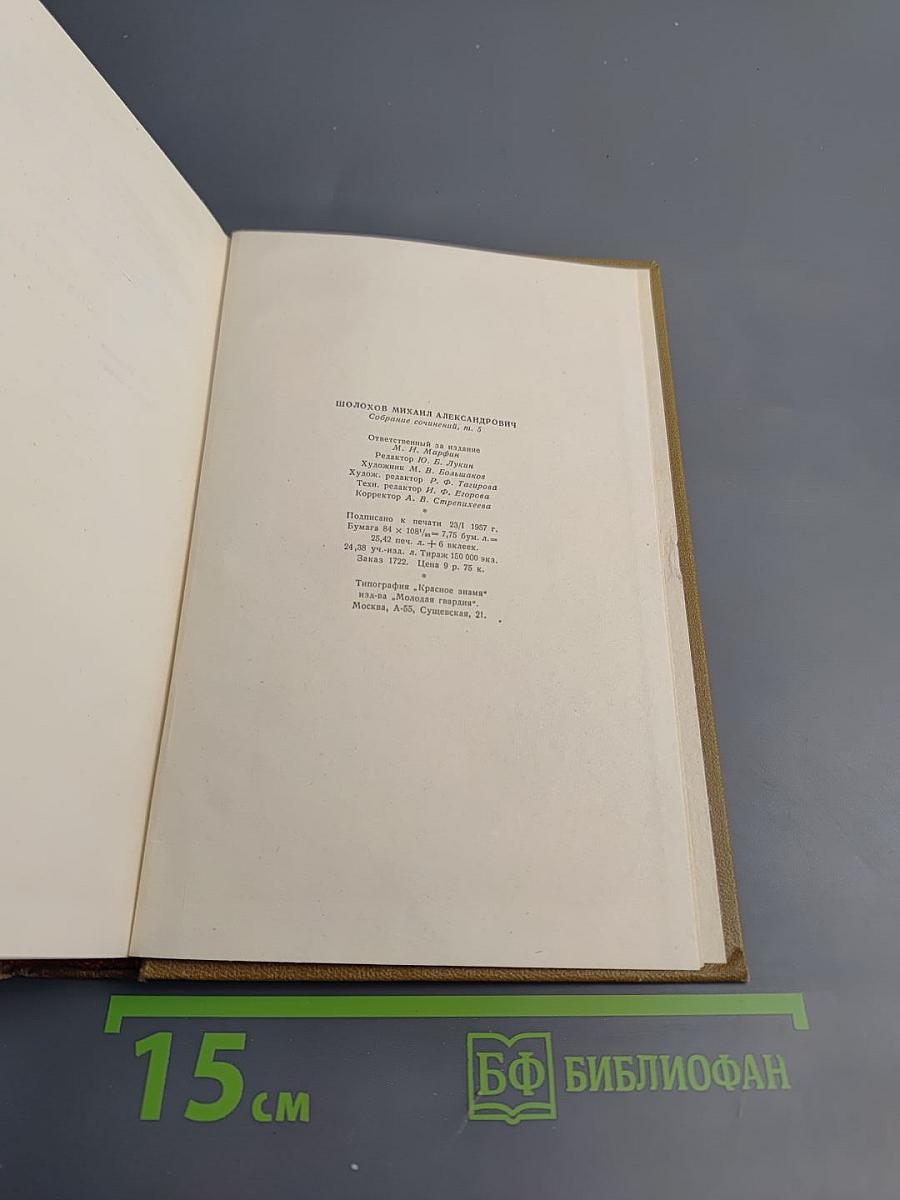 ШОЛОХОВ МИХАИЛ АЛЕКСАНДРОВИЧ
Собрание сочинений, т. 5
Ответственный за издание
М. И. Марфин
Редактор Ю. Б. Лукин
Художник М. В. Большаков
Худож. редактор Р. Ф. Тагирова
Техн. редактор И. Ф. Егорова
Корректор А. В. Стрепихеева
*
Подписано к печати 23/I 1957 г.
Бумага 84 × 108¹/₃₂= 7,75 бум. л.=
25,42 печ. л. + 6 вклеек.
24,38 уч.-изд. л. Тираж 150 000 экз.
Заказ 1722. Цена 9 р. 75 к.
*
Типография „Красное знамя"
изд-ва „Молодая гвардия".
Москва, А-55, Сущевская, 21.
15 см
БФ БИБЛИОФАН